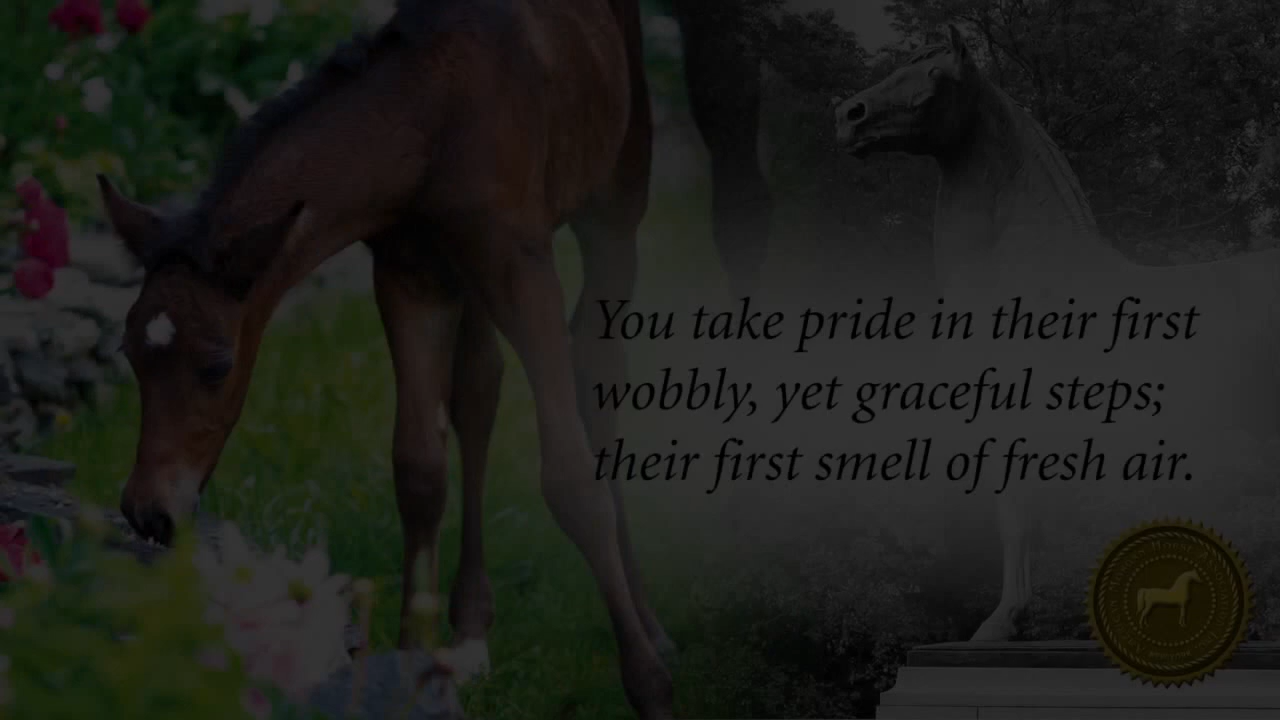 You take pride in their first
wobbly, yet graceful steps;
their first smell of fresh air.